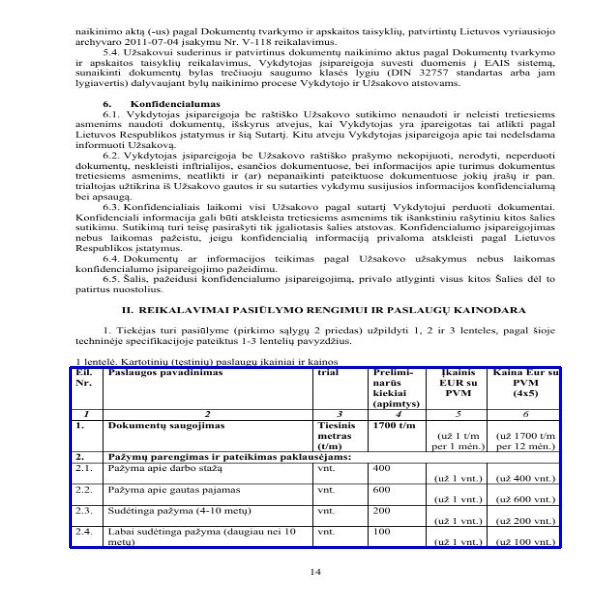 naikinimo aktą (-us) pagal Dokumentų tvarkymo ir apskaitos taisyklių, patvirtintų Lietuvos vyriausiojo
archyvaro 2011-07-04 įsakymu Nr. V-118 reikalavimus.
5.4. Užsakovui suderinus ir patvirtinus dokumentų naikinimo aktus pagal Dokumentų tvarkymo
ir apskaitos taisyklių reikalavimus, Vykdytojas įsipareigoja suvesti duomenis į EAIS sistemą,
sunaikinti dokumentų bylas trečiuoju saugumo klasės lygiu (DIN 32757 standartas arba jam
lygiavertis) dalyvaujant bylų naikinimo procese Vykdytojo ir Užsakovo atstovams.
6. Konfidencialumas
6.1. Vykdytojas įsipareigoja be raštiško Užsakovo sutikimo nenaudoti ir neleisti tretiesiems
asmenims naudoti dokumentų, išskyrus atvejus, kai Vykdytojas yra įpareigotas tai atlikti pagal
Lietuvos Respublikos įstatymus ir šią Sutartį. Kitu atveju Vykdytojas įsipareigoja apie tai nedelsdama
informuoti Užsakovą.
6.2. Vykdytojas įsipareigoja be Užsakovo raštiško prašymo nekopijuoti, nerodyti, neperduoti
dokumentų, neskleisti infirialijos, esančios dokumentuose, bei informacijos apie turimus dokumentus
tretiesiems asmenims, neatlikti ir (ar) nepanaikinti pateiktuose dokumentuose jokių įrašų ir pan.
trialtojas užtikrina iš Užsakovo gautos ir su sutarties vykdymu susijusios informacijos konfidencialumą
bei apsaugą.
6.3. Konfidencialiais laikomi visi Užsakovo pagal sutartį Vykdytojui perduoti dokumentai.
Konfidenciali informacija gali būti atskleista tretiesiems asmenims tik išankstiniu rašytiniu kitos šalies
sutikimu. Sutikimą turi teisę pasirašyti tik įgaliotasis šalies atstovas. Konfidencialumo įsipareigojimas
nebus laikomas pažeistu, jeigu konfidencialią informaciją privaloma atskleisti pagal Lietuvos
Respublikos įstatymus.
6.4. Dokumentų ar informacijos teikimas pagal Užsakovo užsakymus nebus laikomas
konfidencialumo įsipareigojimo pažeidimu.
6.5. Šalis, pažeidusi konfidencialumo įsipareigojimą, privalo atlyginti visus kitos Šalies dėl to
patirtus nuostolius.
II. REIKALAVIMAI PASIŪLYMO RENGIMUI IR PASLAUGŲ KAINODARA
1. Tiekėjas turi pasiūlyme (pirkimo sąlygų 2 priedas) užpildyti 1, 2 ir 3 lenteles, pagal šioje
techninėje specifikacijoje pateiktus 1-3 lentelių pavyzdžius.
1 lentelė. Kartotinių (tęstinių) paslaugų įkainiai ir kainos
Eil. Paslaugos pavadinimas trial Prelimi- Įkainis Kaina Eur su
Nr. narūs EUR su PVM
kiekiai PVM (4x5)
(apimtys)
1 2 3 4 5 6
1. Dokumentų saugojimas Tiesinis 1700 t/m
metras (už 1 t/m (už 1700 t/m
(t/m) per 1 mėn.) per 12 mėn.)
2. Pažymų parengimas ir pateikimas paklausėjams:
2.1. Pažyma apie darbo stažą vnt. 400
(už 1 vnt.) (už 400 vnt.)
2.2. Pažyma apie gautas pajamas vnt. 600
(už 1 vnt.) (už 600 vnt.)
2.3. Sudėtinga pažyma (4-10 metų) vnt. 200
(už 1 vnt.) (už 200 vnt.)
2.4. Labai sudėtinga pažyma (daugiau nei 10 vnt. 100
metų) (už 1 vnt.) (už 100 vnt.)
14